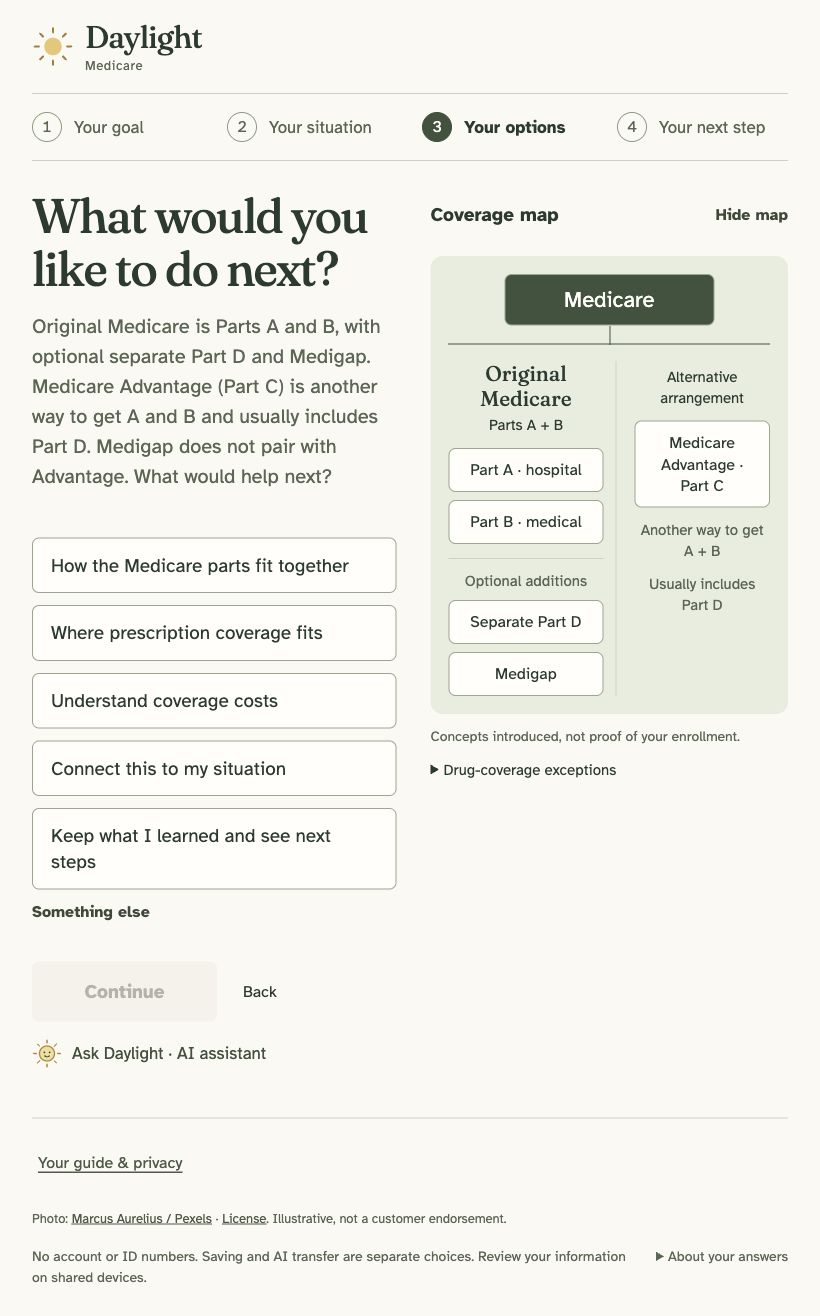 Daylight
Medicare
1 Your goal
2 Your situation
3 Your options
4 Your next step
What would you
like to do next?
Original Medicare is Parts A and B, with
optional separate Part D and Medigap.
Medicare Advantage (Part C) is another
way to get A and B and usually includes
Part D. Medigap does not pair with
Advantage. What would help next?
How the Medicare parts fit together
Where prescription coverage fits
Understand coverage costs
Connect this to my situation
Keep what I learned and see next
steps
Something else
Continue
Back
Ask Daylight · AI assistant
Coverage map
Hide map
Medicare
Original
Medicare
Parts A + B
Part A · hospital
Part B · medical
Optional additions
Separate Part D
Medigap
Alternative
arrangement
Medicare
Advantage ·
Part C
Another way to get
A + B
Usually includes
Part D
Concepts introduced, not proof of your enrollment.
Drug-coverage exceptions
Your guide & privacy
Photo: Marcus Aurelius / Pexels · License. Illustrative, not a customer endorsement.
No account or ID numbers. Saving and AI transfer are separate choices. Review your information
on shared devices.
About your answers